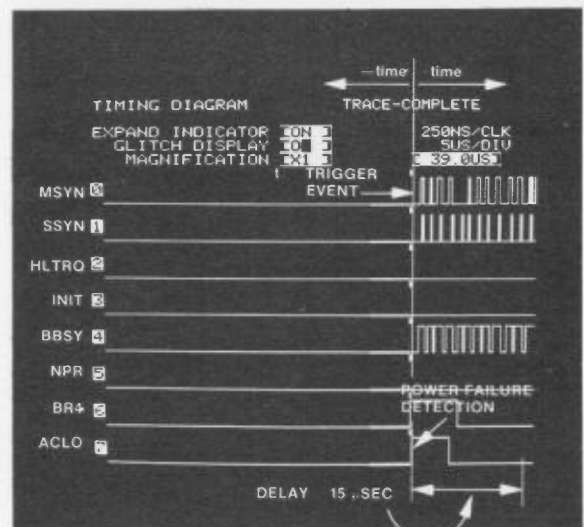 —time time
TIMING DIAGRAM TRACE-COMPLETE
EXPAND INDICATOR [ON ] 250NS/CLK
GLITCH DISPLAY 5US/DIV
MAGNIFICATION [X1 ] [ 39.0US]
TRIGGER
EVENT
MSYN 0
SSYN 1
HLTRQ 2
INIT 3
BBSY 4
NPR 5
POWER FAILURE
BR4 6 DETECTION
ACLO 7
DELAY 15 SEC